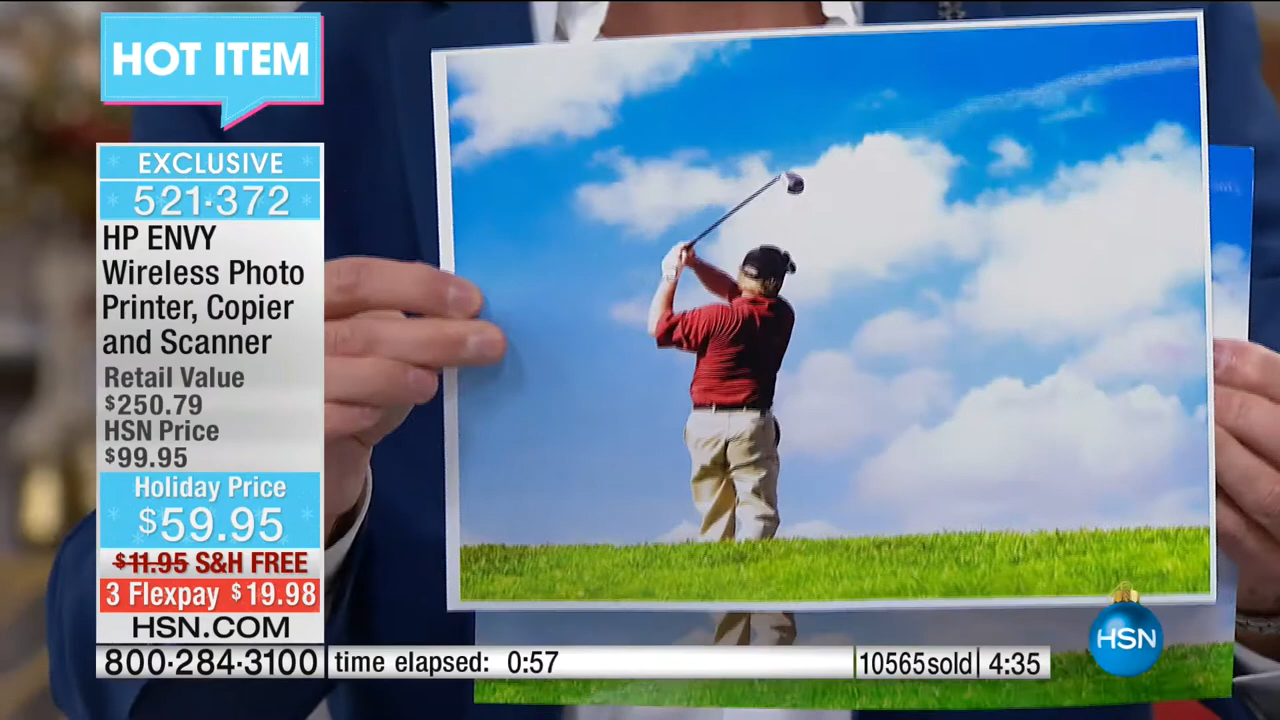 HOT ITEM
EXCLUSIVE
521·372
HP ENVY
Wireless Photo
Printer, Copier
and Scanner
Retail Value
$250.79
HSN Price
$99.95
Holiday Price
$59.95
$11.95 S&H FREE
3 Flexpay $19.98
HSN.COM
800·284·3100
time elapsed: 0:57
10565sold 4:35
HSN